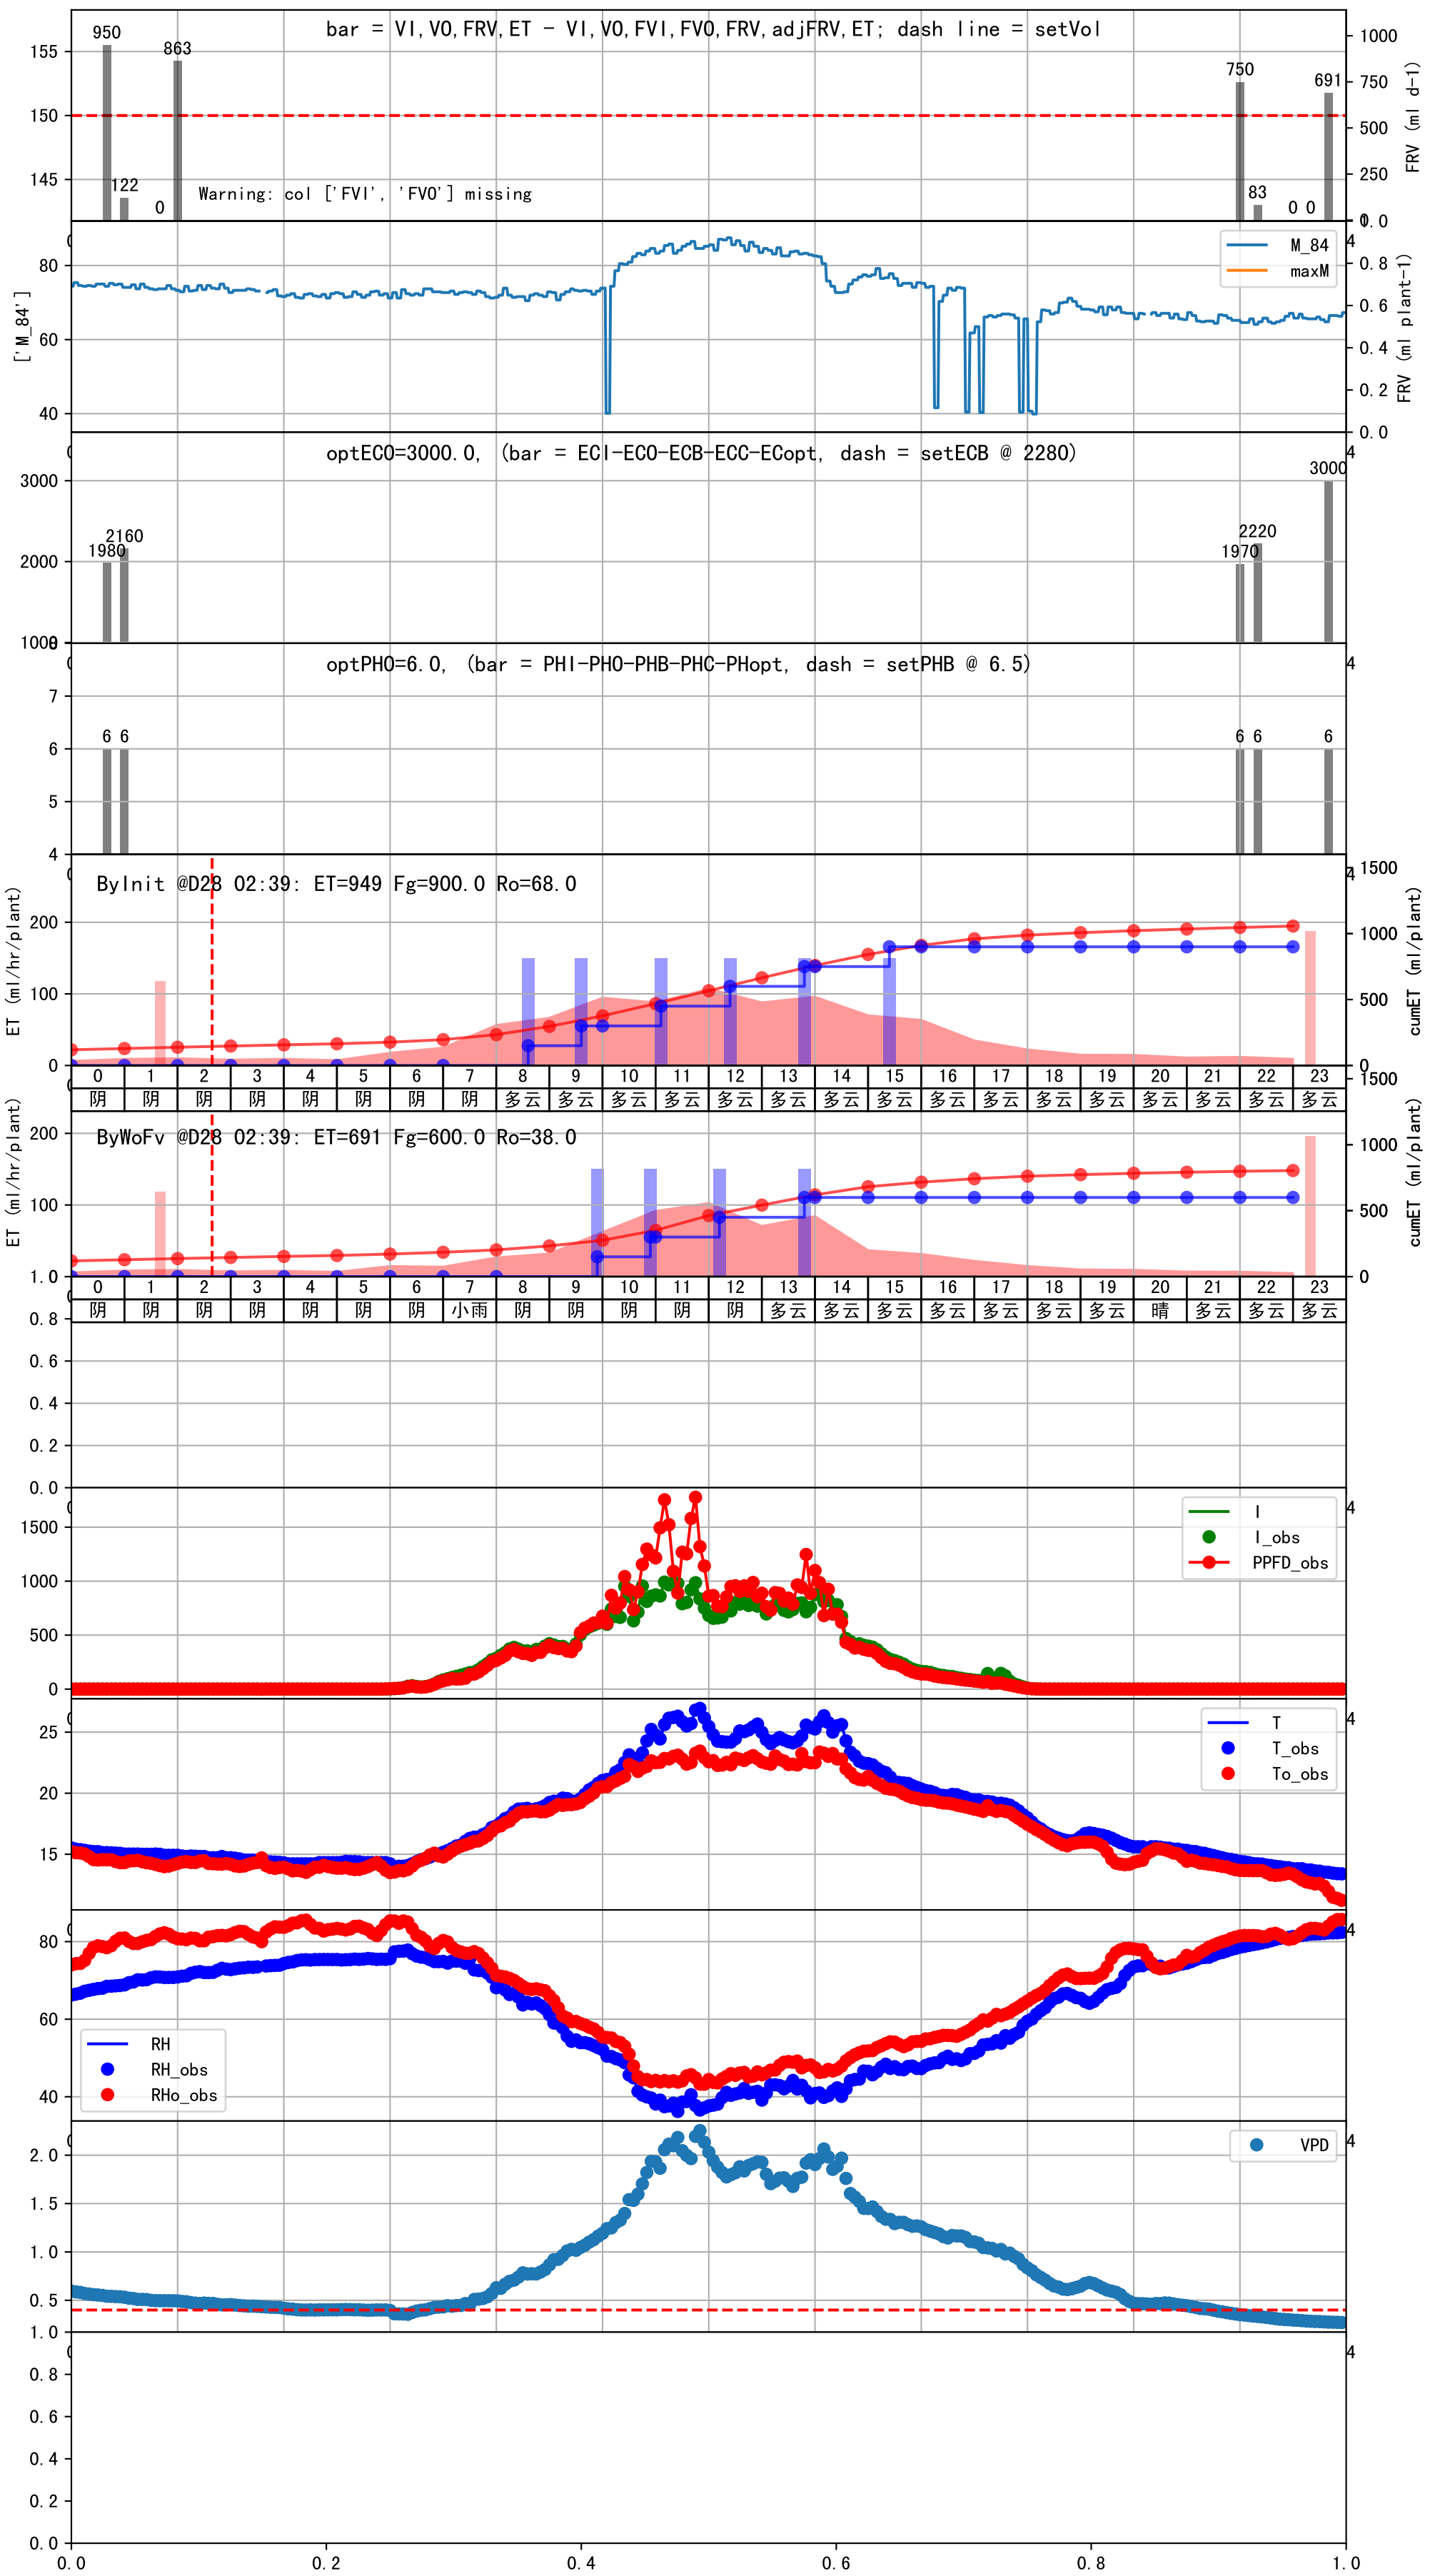 bar = VI,VO,FRV,ET - VI,VO,FVI,FVO,FRV,adjFRV,ET; dash line = setVol
950 122 0 863 750 83 0 0 691
Warning: col ['FVI', 'FVO'] missing
155 150 145
1000 750 500 250 0
FRV (ml d-1)
['M_84']
80 60 40
M_84
maxM
0.8 0.6 0.4 0.2 0.0
FRV (ml plant-1)
optECO=3000.0, (bar = ECI-ECO-ECB-ECC-ECopt, dash = setECB @ 2280)
3000 2000 1000
1980 2160 1970 2220 3000
optPHO=6.0, (bar = PHI-PHO-PHB-PHC-PHopt, dash = setPHB @ 6.5)
7 6 5 4
6 6 6 6 6
ByInit @D28 02:39: ET=949 Fg=900.0 Ro=68.0
ET (ml/hr/plant)
200 100 0
1500 1000 500 0
cumET (ml/plant)
0 1 2 3 4 5 6 7 8 9 10 11 12 13 14 15 16 17 18 19 20 21 22 23
阴 阴 阴 阴 阴 阴 阴 阴 多云 多云 多云 多云 多云 多云 多云 多云 多云 多云 多云 多云 多云 多云 多云 多云
ByWoFv @D28 02:39: ET=691 Fg=600.0 Ro=38.0
ET (ml/hr/plant)
200 100
1500 1000 500 0
cumET (ml/plant)
0 1 2 3 4 5 6 7 8 9 10 11 12 13 14 15 16 17 18 19 20 21 22 23
阴 阴 阴 阴 阴 阴 阴 小雨 阴 阴 阴 阴 阴 多云 多云 多云 多云 多云 多云 多云 晴 多云 多云 多云
1.0 0.8 0.6 0.4 0.2 0.0
1500 1000 500 0
I
I_obs
PPFD_obs
25 20 15
T
T_obs
To_obs
80 60 40
RH
RH_obs
RHo_obs
2.0 1.5 1.0 0.5
VPD
1.0 0.8 0.6 0.4 0.2 0.0
0.0 0.2 0.4 0.6 0.8 1.0